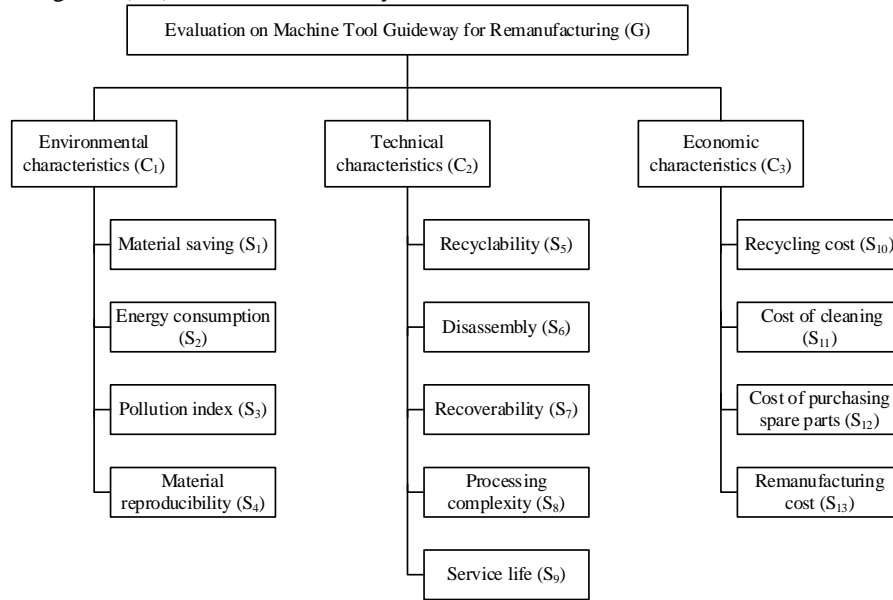 Evaluation on Machine Tool Guideway for Remanufacturing (G)
Environmental
characteristics (C₁)
Material saving (S₁)
Energy consumption
(S₂)
Pollution index (S₃)
Material
reproducibility (S₄)
Technical
characteristics (C₂)
Recyclability (S₅)
Disassembly (S₆)
Recoverability (S₇)
Processing
complexity (S₈)
Service life (S₉)
Economic
characteristics (C₃)
Recycling cost (S₁₀)
Cost of cleaning
(S₁₁)
Cost of purchasing
spare parts (S₁₂)
Remanufacturing
cost (S₁₃)